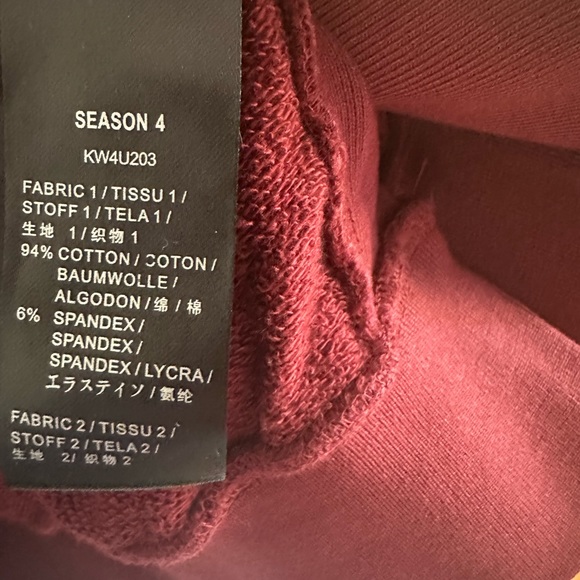 SEASON 4
KW4U203
FABRIC 1 / TISSU 1 /
STOFF 1 / TELA 1 /
生地 1 / 织物 1
94% COTTON / COTON /
BAUMWOLLE /
ALGODON / 绵 / 棉
6% SPANDEX /
SPANDEX /
SPANDEX / LYCRA /
エラスティン / 氨纶
FABRIC 2 / TISSU 2 /
STOFF 2 / TELA 2 /
生地 2/ 织物 2